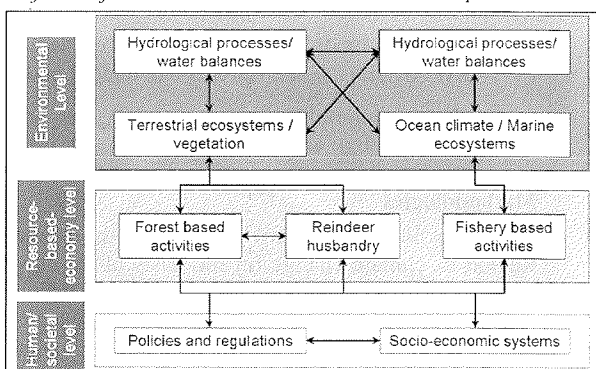 Environmental
Level
Hydrological processes/
water balances
Hydrological processes/
water balances
Terrestrial ecosystems /
vegetation
Ocean climate / Marine
ecosystems
Resource-
based-
economy level
Forest based
activities
Reindeer
husbandry
Fishery based
activities
Human/
societal
level
Policies and regulations
Socio-economic systems